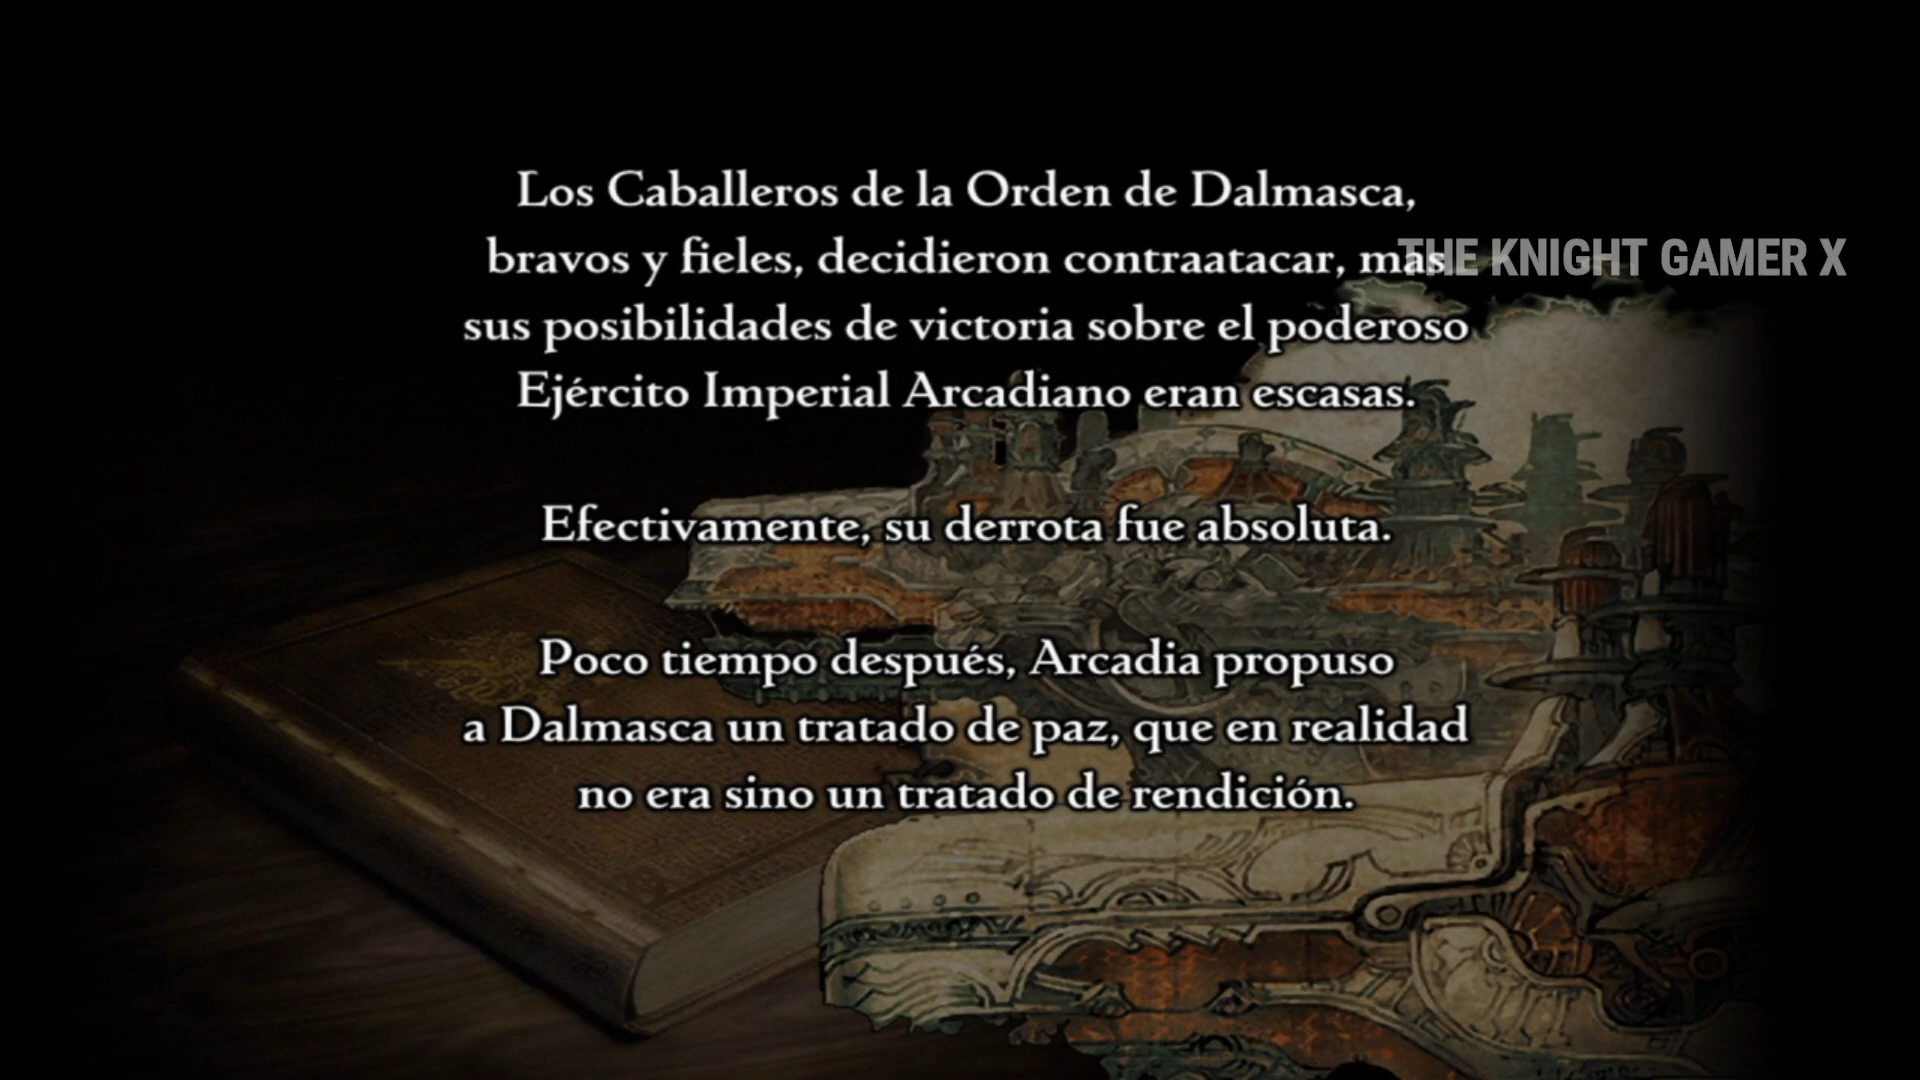 Los Caballeros de la Orden de Dalmasca,
bravos y fieles, decidieron contraatacar, mas
THE KNIGHT GAMER X
sus posibilidades de victoria sobre el poderoso
Ejército Imperial Arcadiano eran escasas.
Efectivamente, su derrota fue absoluta.
Poco tiempo después, Arcadia propuso
a Dalmasca un tratado de paz, que en realidad
no era sino un tratado de rendición.